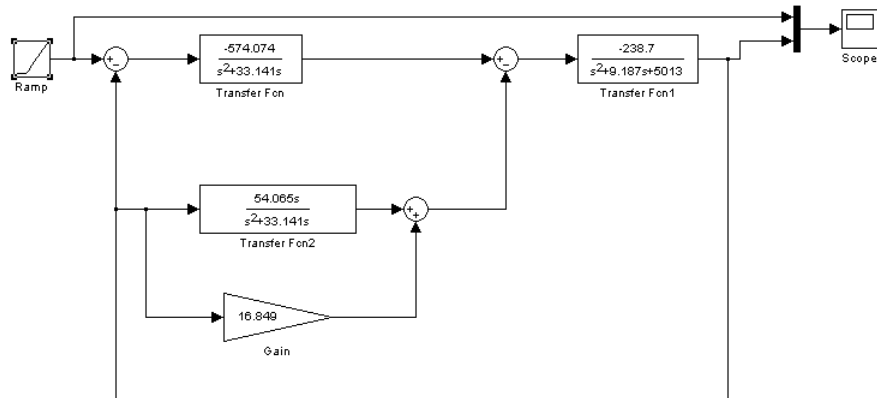 -574.074
s²+33.141s
Transfer Fcn
Ramp
-238.7
s²+9.187s+5013
Transfer Fcn1
Scope
54.065s
s²+33.141s
Transfer Fcn2
16.849
Gain